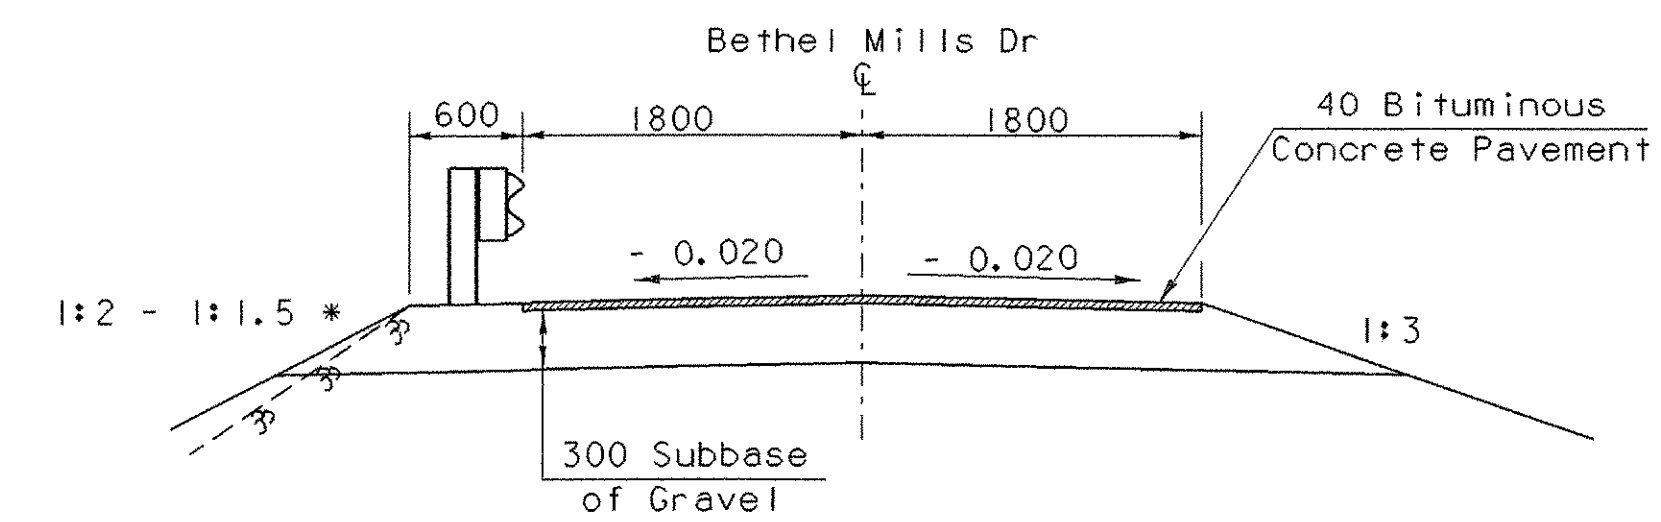 Bethel Mills Dr
℄
600
1800
1800
40 Bituminous
Concrete Pavement
- 0.020
- 0.020
1:2 - 1:1.5 *
1:3
300 Subbase
of Gravel